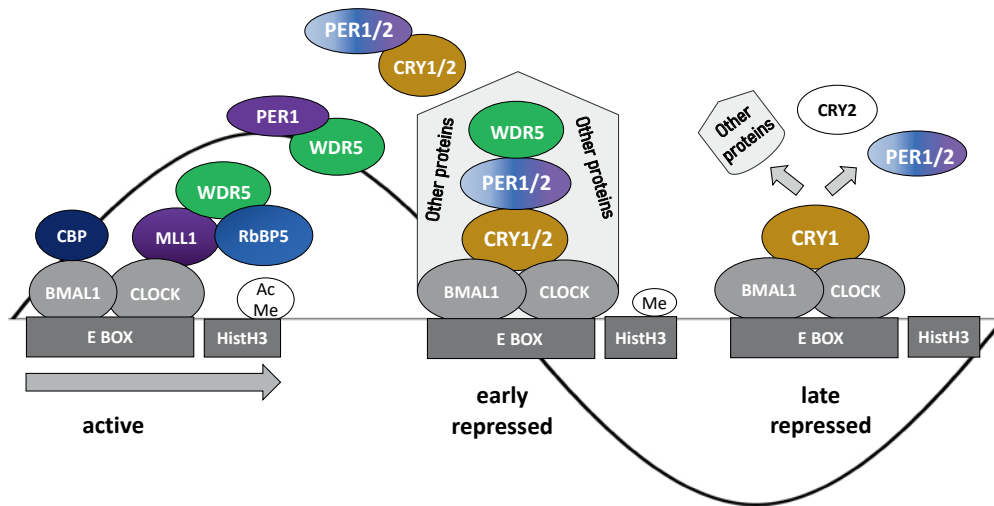 PER1/2
CRY1/2
PER1
WDR5
WDR5
CBP
MLL1
RbBP5
BMAL1
CLOCK
Ac
Me
E BOX
HistH3
active
Other proteins
WDR5
Other proteins
PER1/2
CRY1/2
BMAL1
CLOCK
Me
E BOX
HistH3
early
repressed
Other
proteins
CRY2
PER1/2
CRY1
BMAL1
CLOCK
E BOX
HistH3
late
repressed